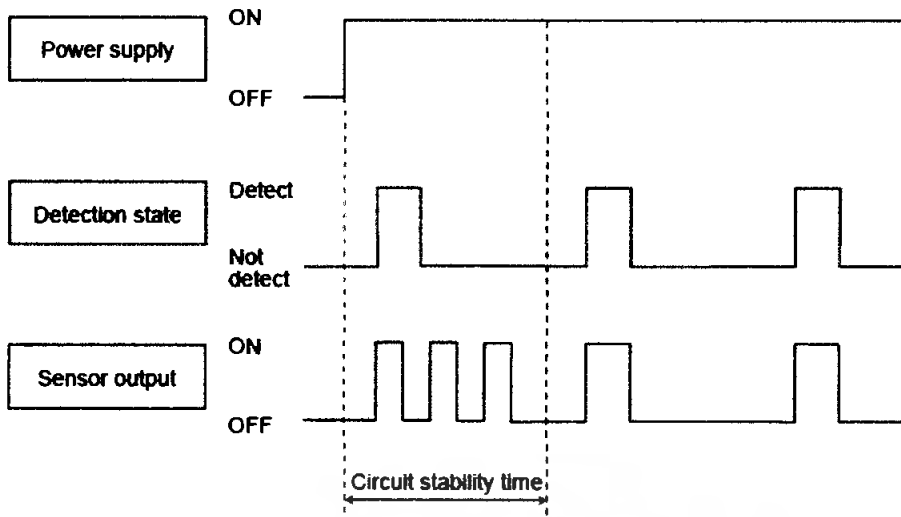 Power supply
ON
OFF
Detection state
Detect
Not
detect
Sensor output
ON
OFF
Circuit stability time